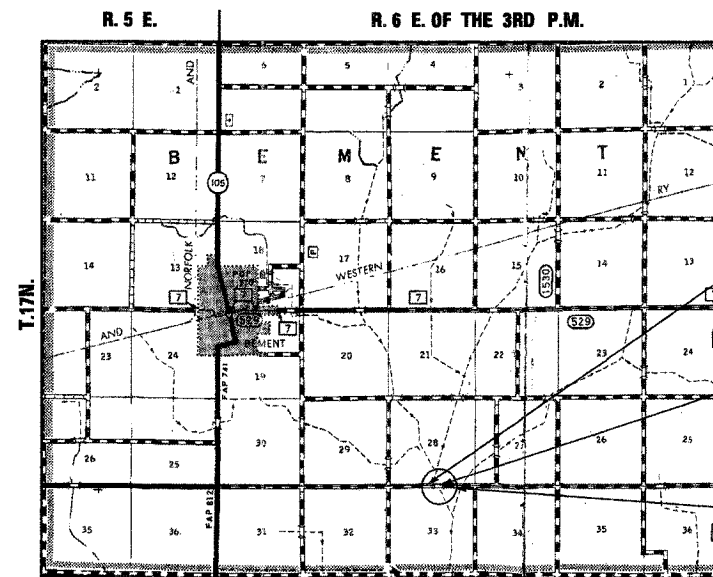 R. 5 E. R. 6 E. OF THE 3RD P.M.
T.17N.
2 1 AND 6 5 4 3 2 1
B E M E N T
11 12 7 8 9 10 11 12
105
RY
14 13 NORFOLK 18 17 WESTERN 16 15 1530 14 13
7 7 7
529
AND 23 24 BEMENT 19 20 21 22 23 24
7
FAP 741
26 25 30 29 28 27 26 25
FAP 812
35 36 31 32 33 34 35 36